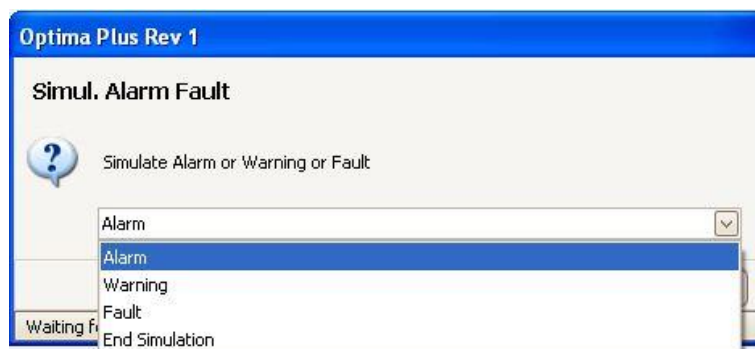 Optima Plus Rev 1
Simul. Alarm Fault
?
Simulate Alarm or Warning or Fault
Alarm
Alarm
Warning
Fault
Waiting
End Simulation